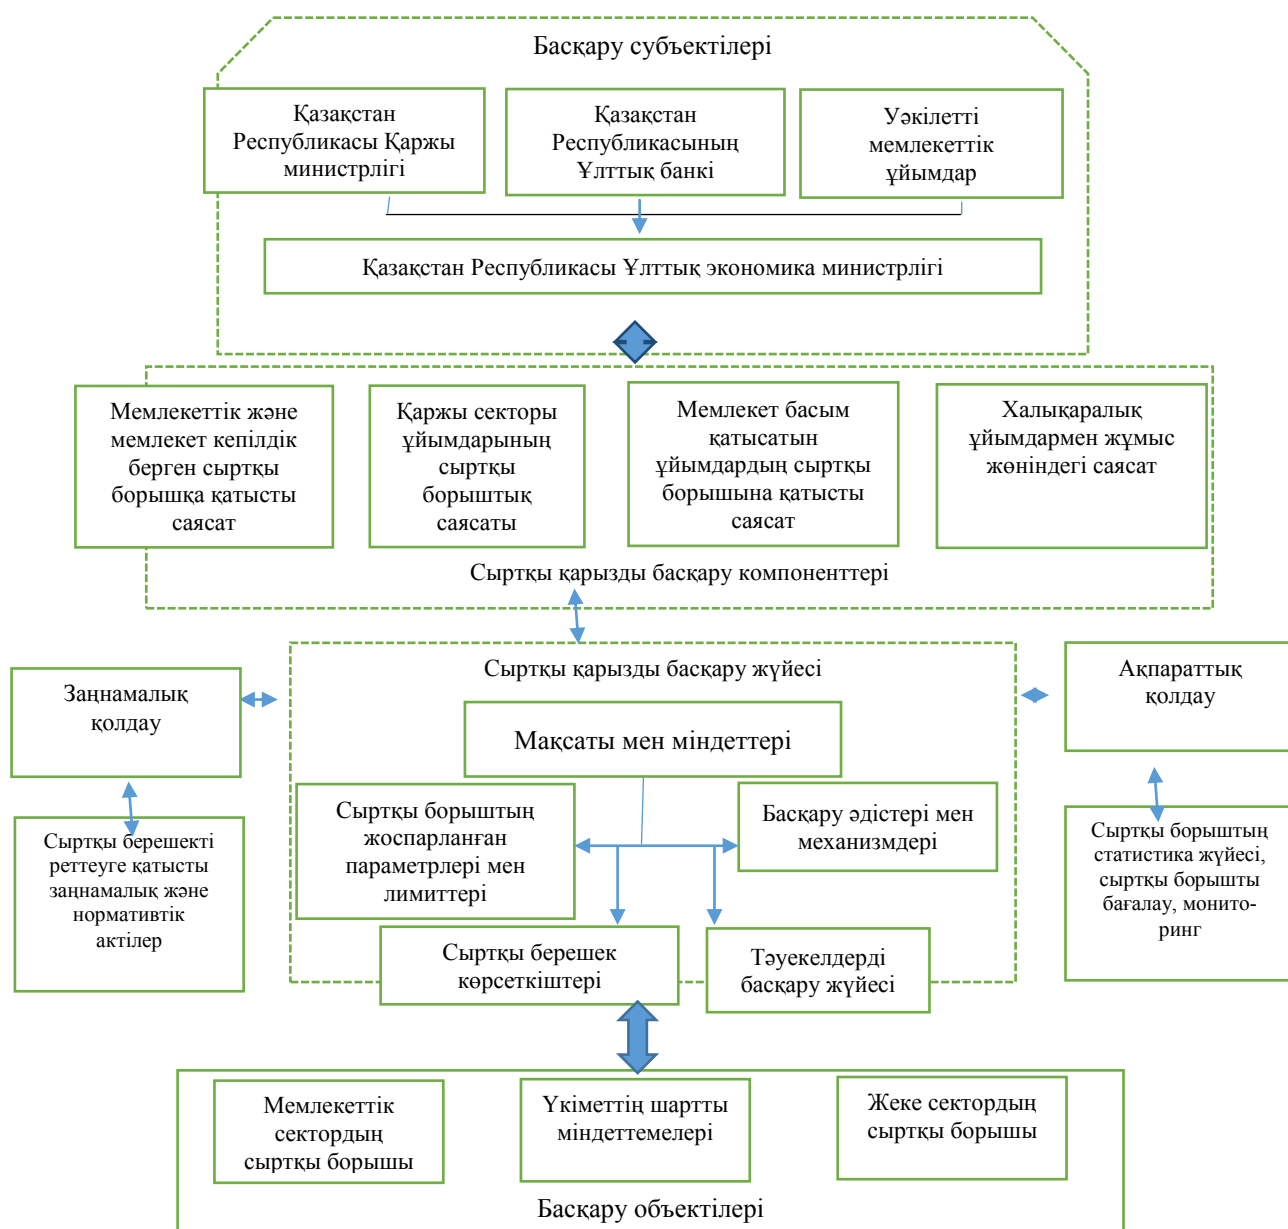 Басқару субъектілері
Қазақстан
Республикасы Қаржы
министрлігі
Қазақстан
Республикасының
Ұлттық банкі
Уәкілетті
мемлекеттік
ұйымдар
Қазақстан Республикасы Ұлттық экономика министрлігі
Мемлекеттік және
мемлекет кепілдік
берген сыртқы
борышқа қатысты
саясат
Қаржы секторы
ұйымдарының
сыртқы
борыштық
саясаты
Мемлекет басым
қатысатын
ұйымдардың сыртқы
борышына қатысты
саясат
Халықаралық
ұйымдармен жұмыс
жөніндегі саясат
Сыртқы қарызды басқару компоненттері
Заңнамалық
қолдау
Сыртқы берешекті
реттеуге қатысты
заңнамалық және
нормативтік
актілер
Сыртқы қарызды басқару жүйесі
Мақсаты мен міндеттері
Сыртқы борыштың
жоспарланған
параметрлері мен
лимиттері
Басқару әдістері мен
механизмдері
Сыртқы берешек
көрсеткіштері
Тәуекелдерді
басқару жүйесі
Ақпараттық
қолдау
Сыртқы борыштың
статистика жүйесі,
сыртқы борышты
бағалау, монито-
ринг
Мемлекеттік
сектордың
сыртқы борышы
Үкіметтің шартты
міндеттемелері
Жеке сектордың
сыртқы борышы
Басқару объектілері